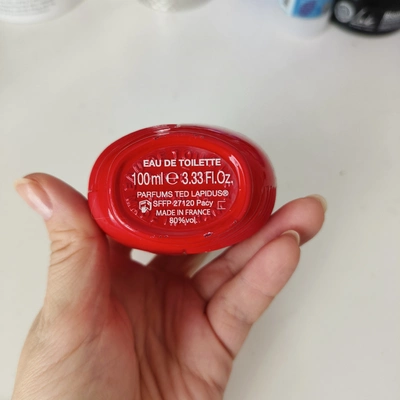 EAU DE TOILETTE
100ml ℮ 3.33 Fl.Oz.
PARFUMS TED LAPIDUS®
SFFP-27120 Pacy
MADE IN FRANCE
80%vol.